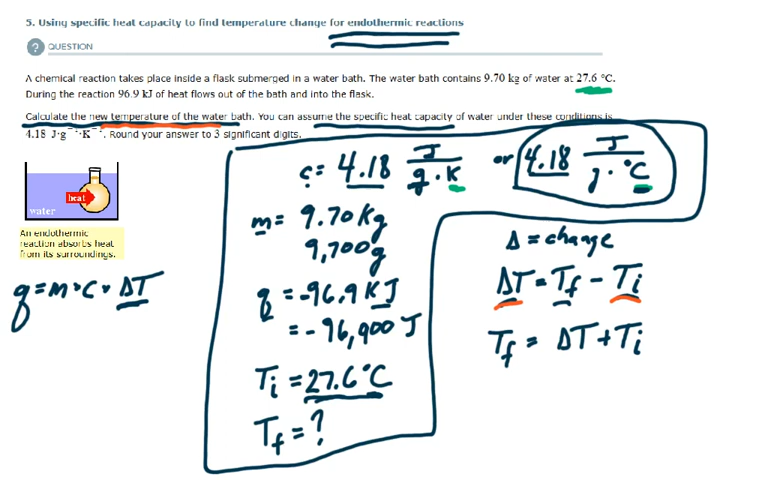 5. Using specific heat capacity to find temperature change for endothermic reactions
? QUESTION
A chemical reaction takes place inside a flask submerged in a water bath. The water bath contains 9.70 kg of water at 27.6 °C.
During the reaction 96.9 kJ of heat flows out of the bath and into the flask.
Calculate the new temperature of the water bath. You can assume the specific heat capacity of water under these conditions is
4.18 J·g⁻¹·K⁻¹. Round your answer to 3 significant digits.
heat
water
An endothermic
reaction absorbs heat
from its surroundings.
q = m · c · ΔT
c = 4.18 J/g·K or 4.18 J/g·°C
m = 9.70 Kg
9,700 g
q = -96.9 KJ
= -96,900 J
Ti = 27.6 °C
Tf = ?
Δ = change
ΔT = Tf - Ti
Tf = ΔT + Ti